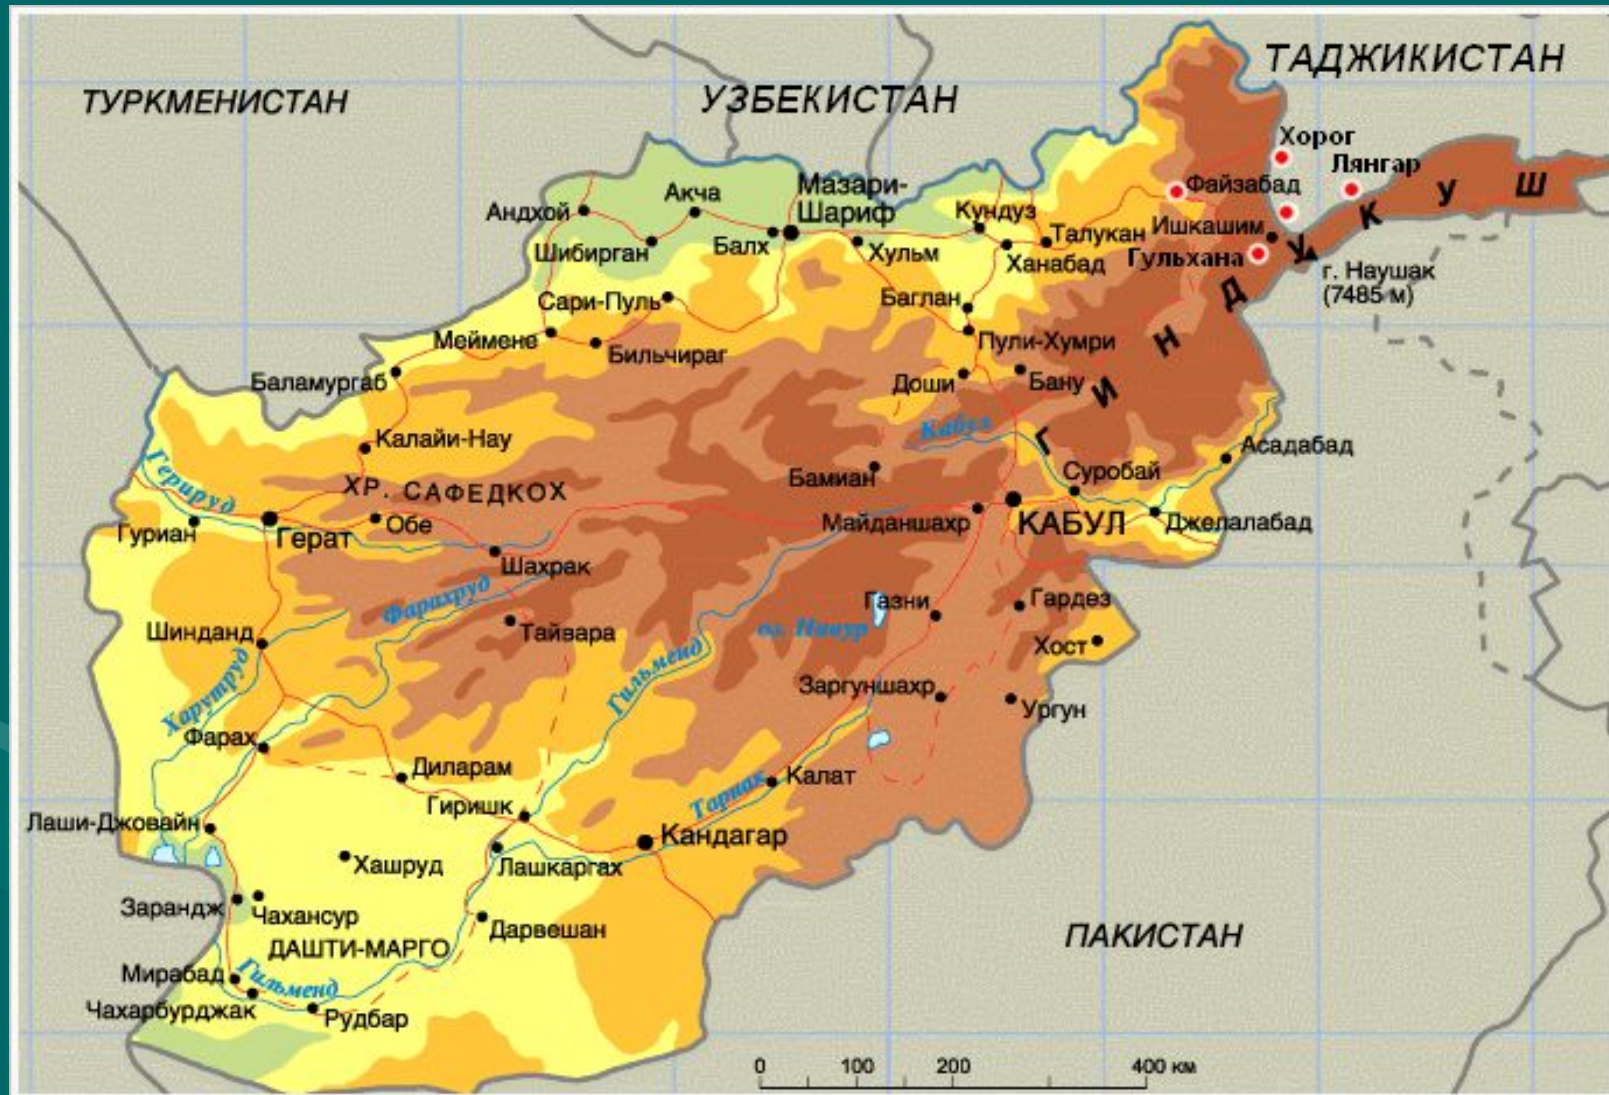 ТУРКМЕНИСТАН
УЗБЕКИСТАН
ТАДЖИКИСТАН
Хорог
Лянгар
Файзабад
Ишкашим
Гульхана
г. Наушак
(7485 м)
ГИНДУКУШ
Андхой
Акча
Мазари-
Шариф
Шибирган
Балх
Хульм
Кундуз
Талукан
Ханабад
Сари-Пуль
Баглан
Меймене
Бильчираг
Пули-Хумри
Баламургаб
Доши
Бану
Калайи-Нау
Кабул
Асадабад
Герируд
ХР. САФЕДКОХ
Бамиан
Суробай
Гуриан
Герат
Обе
Майданшахр
КАБУЛ
Джелалабад
Шахрак
Фарахруд
Газни
Гардез
Шинданд
Тайвара
оз. Навур
Хост
Харутруд
Гильменд
Заргуншахр
Ургун
Фарах
Диларам
Калат
Гиришк
Тарнак
Лаши-Джовайн
Кандагар
Хашруд
Лашкаргах
Зарандж
Чахансур
Дарвешан
ДАШТИ-МАРГО
ПАКИСТАН
Мирабад
Гильменд
Чахарбурджак
Рудбар
0 100 200 400 км